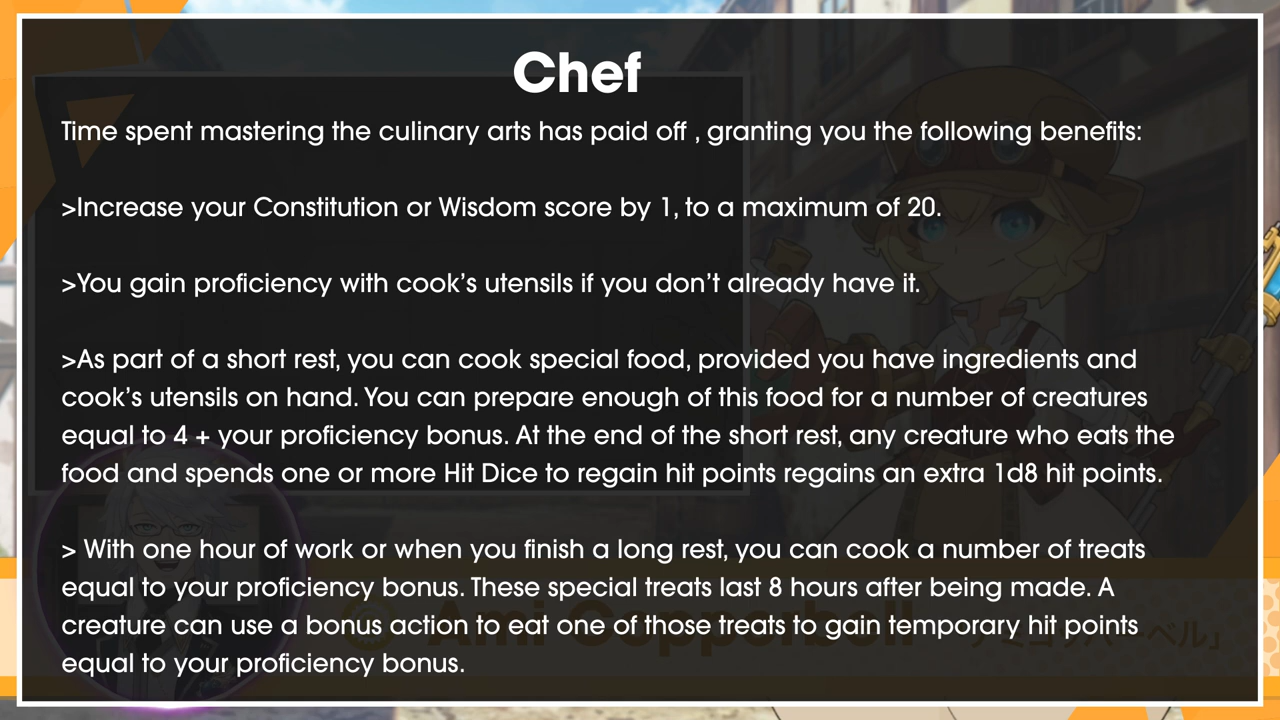 Chef
Time spent mastering the culinary arts has paid off , granting you the following benefits:
>Increase your Constitution or Wisdom score by 1, to a maximum of 20.
>You gain proficiency with cook’s utensils if you don’t already have it.
>As part of a short rest, you can cook special food, provided you have ingredients and
cook’s utensils on hand. You can prepare enough of this food for a number of creatures
equal to 4 + your proficiency bonus. At the end of the short rest, any creature who eats the
food and spends one or more Hit Dice to regain hit points regains an extra 1d8 hit points.
> With one hour of work or when you finish a long rest, you can cook a number of treats
equal to your proficiency bonus. These special treats last 8 hours after being made. A
creature can use a bonus action to eat one of those treats to gain temporary hit points
equal to your proficiency bonus.
Ami Copperbell